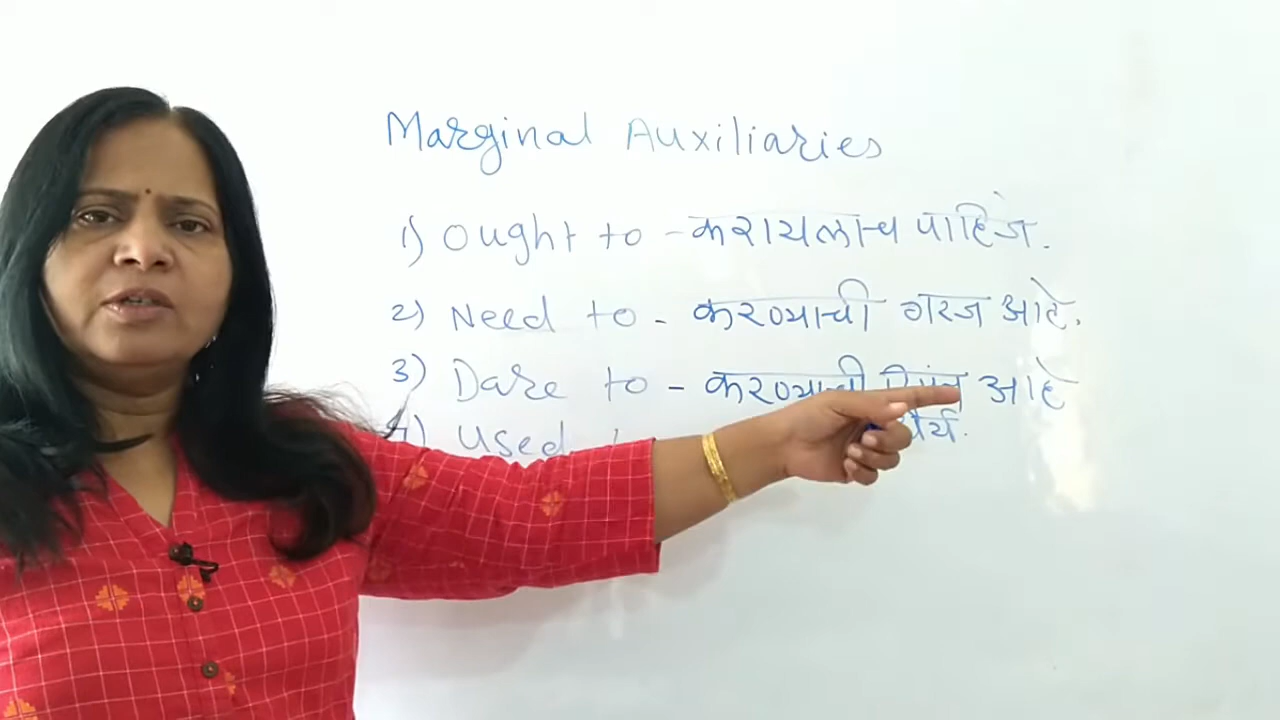 Marginal Auxiliaries
1) Ought to - करायलाच पाहिजे.
2) Need to - करण्याची गरज आहे.
3) Dare to - करण्याची हिंमत आहे
धैर्य.
4) Used